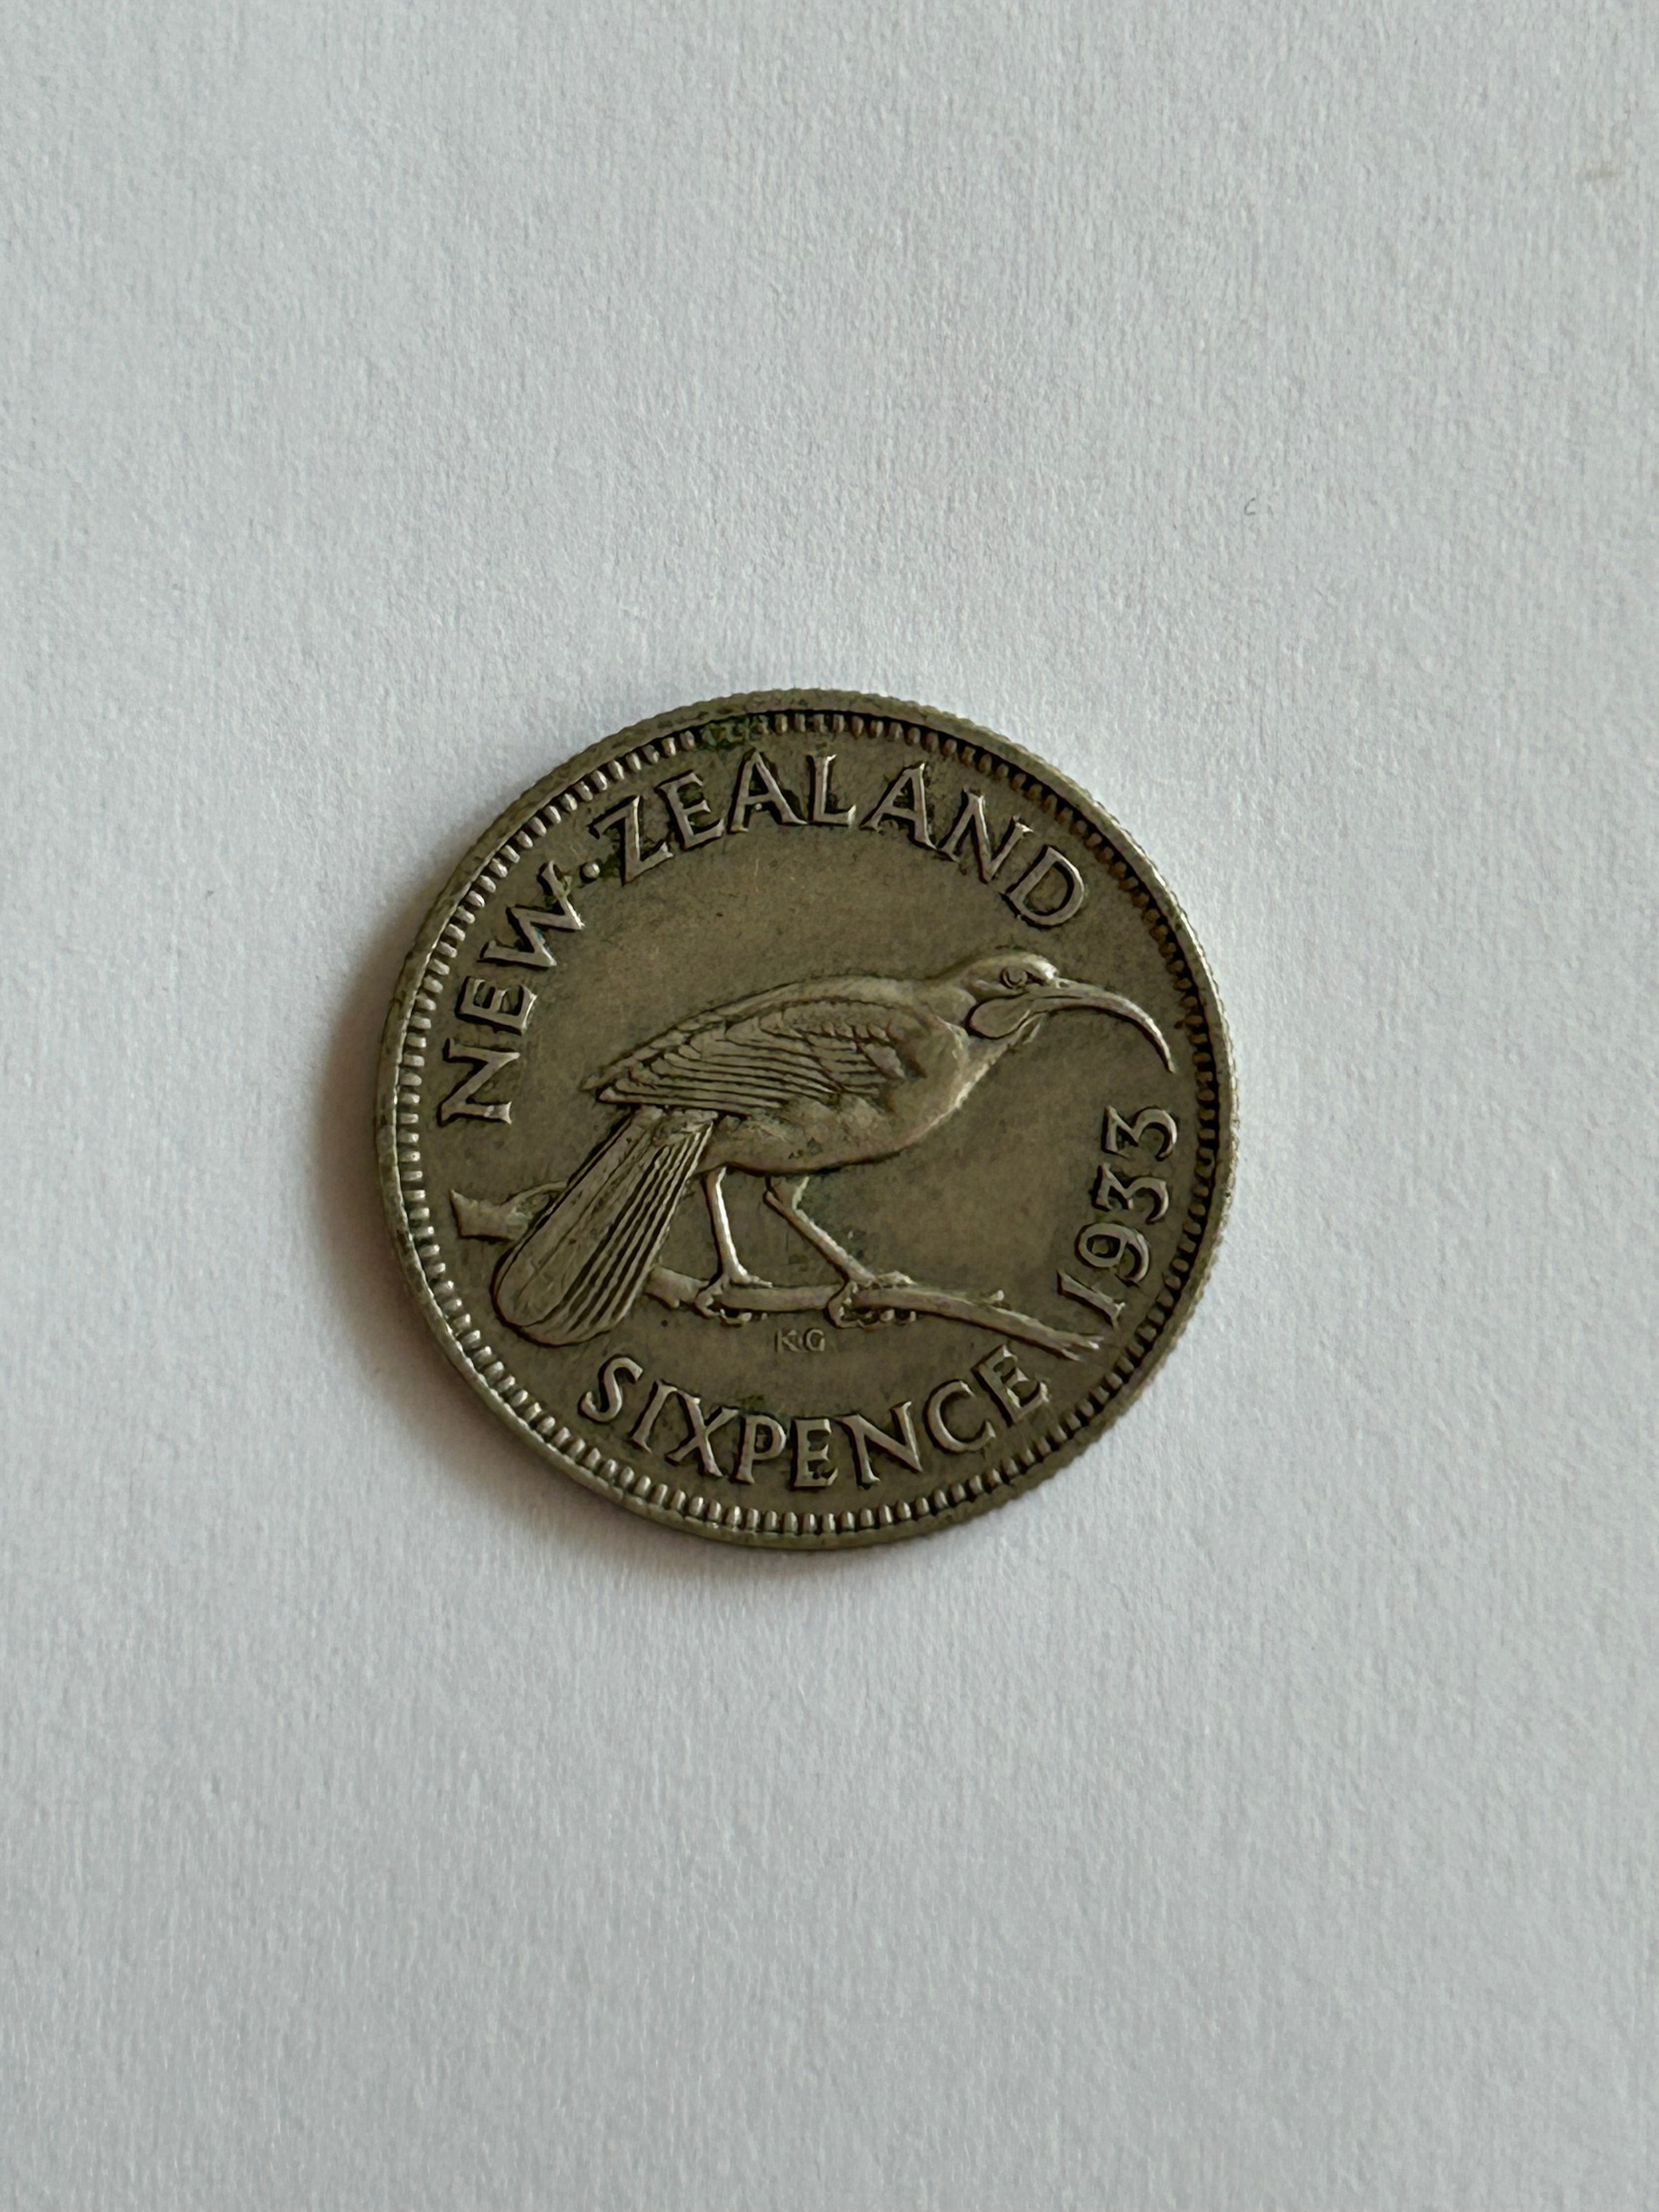 NEW·ZEALAND
1933
KG
SIXPENCE